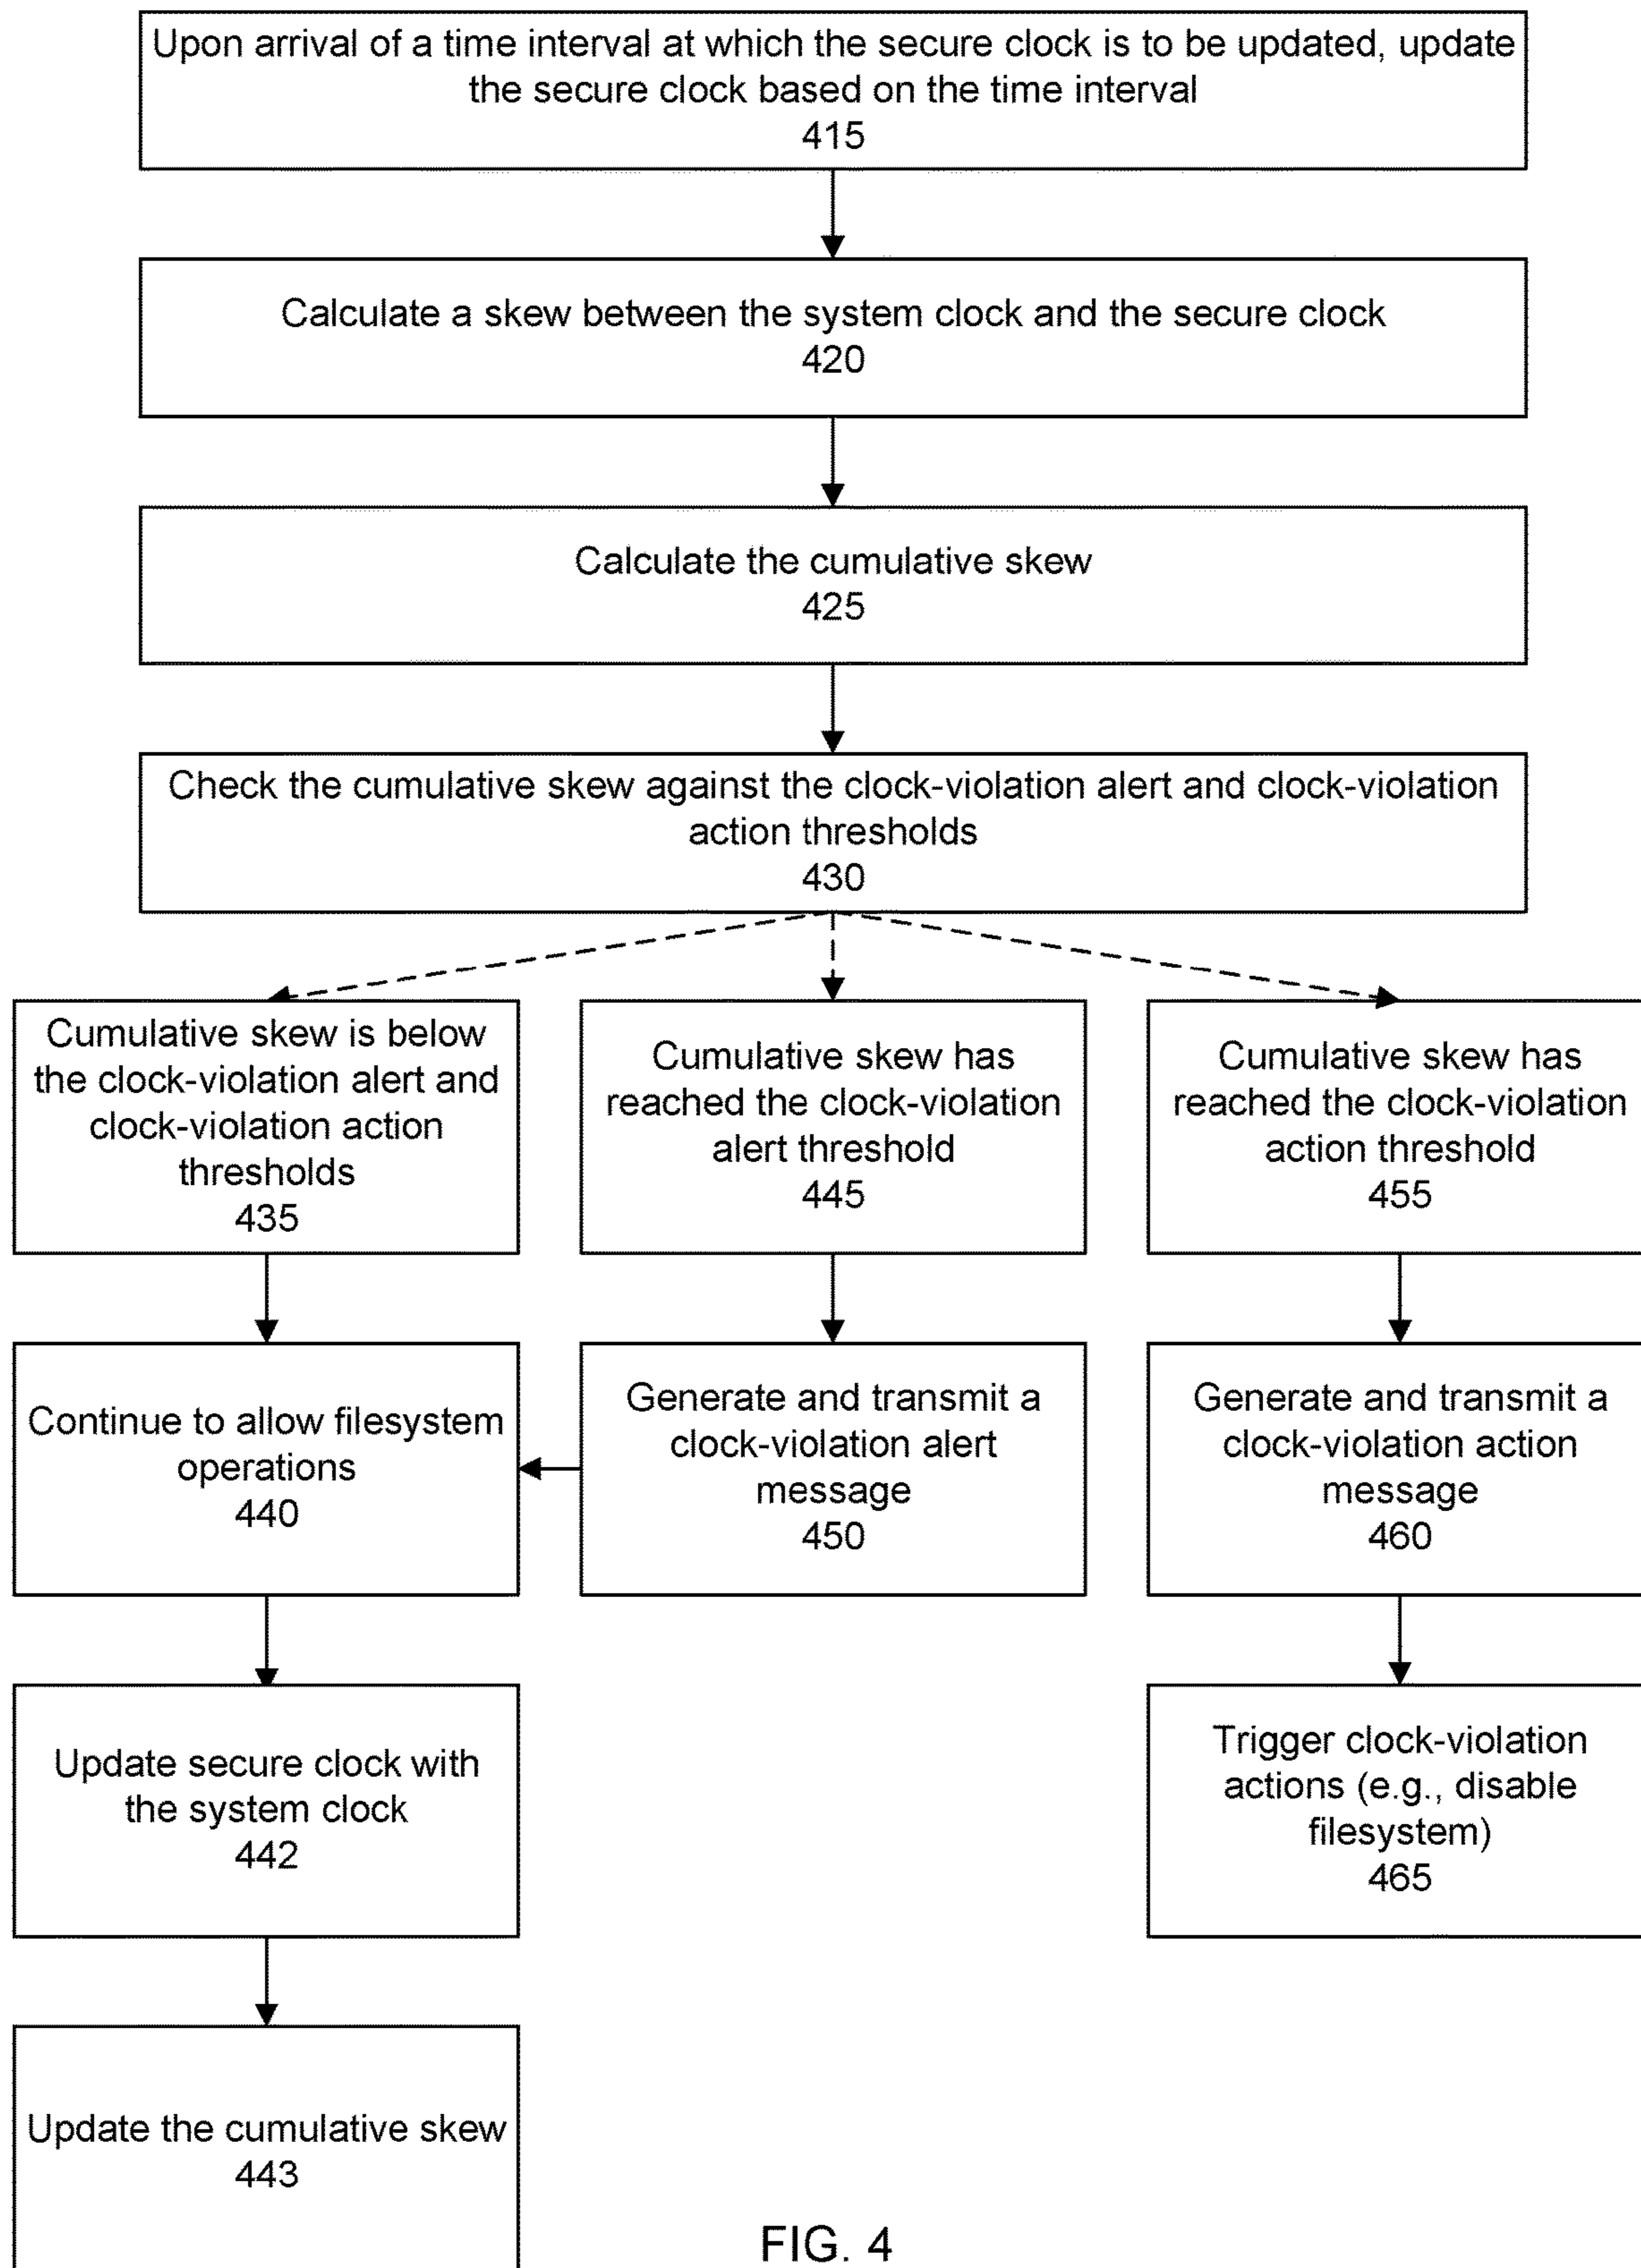 Upon arrival of a time interval at which the secure clock is to be updated, update
the secure clock based on the time interval
415
Calculate a skew between the system clock and the secure clock
420
Calculate the cumulative skew
425
Check the cumulative skew against the clock-violation alert and clock-violation
action thresholds
430
Cumulative skew is below
the clock-violation alert and
clock-violation action
thresholds
435
Cumulative skew has
reached the clock-violation
alert threshold
445
Cumulative skew has
reached the clock-violation
action threshold
455
Continue to allow filesystem
operations
440
Generate and transmit a
clock-violation alert
message
450
Generate and transmit a
clock-violation action
message
460
Update secure clock with
the system clock
442
Trigger clock-violation
actions (e.g., disable
filesystem)
465
Update the cumulative skew
443
FIG. 4